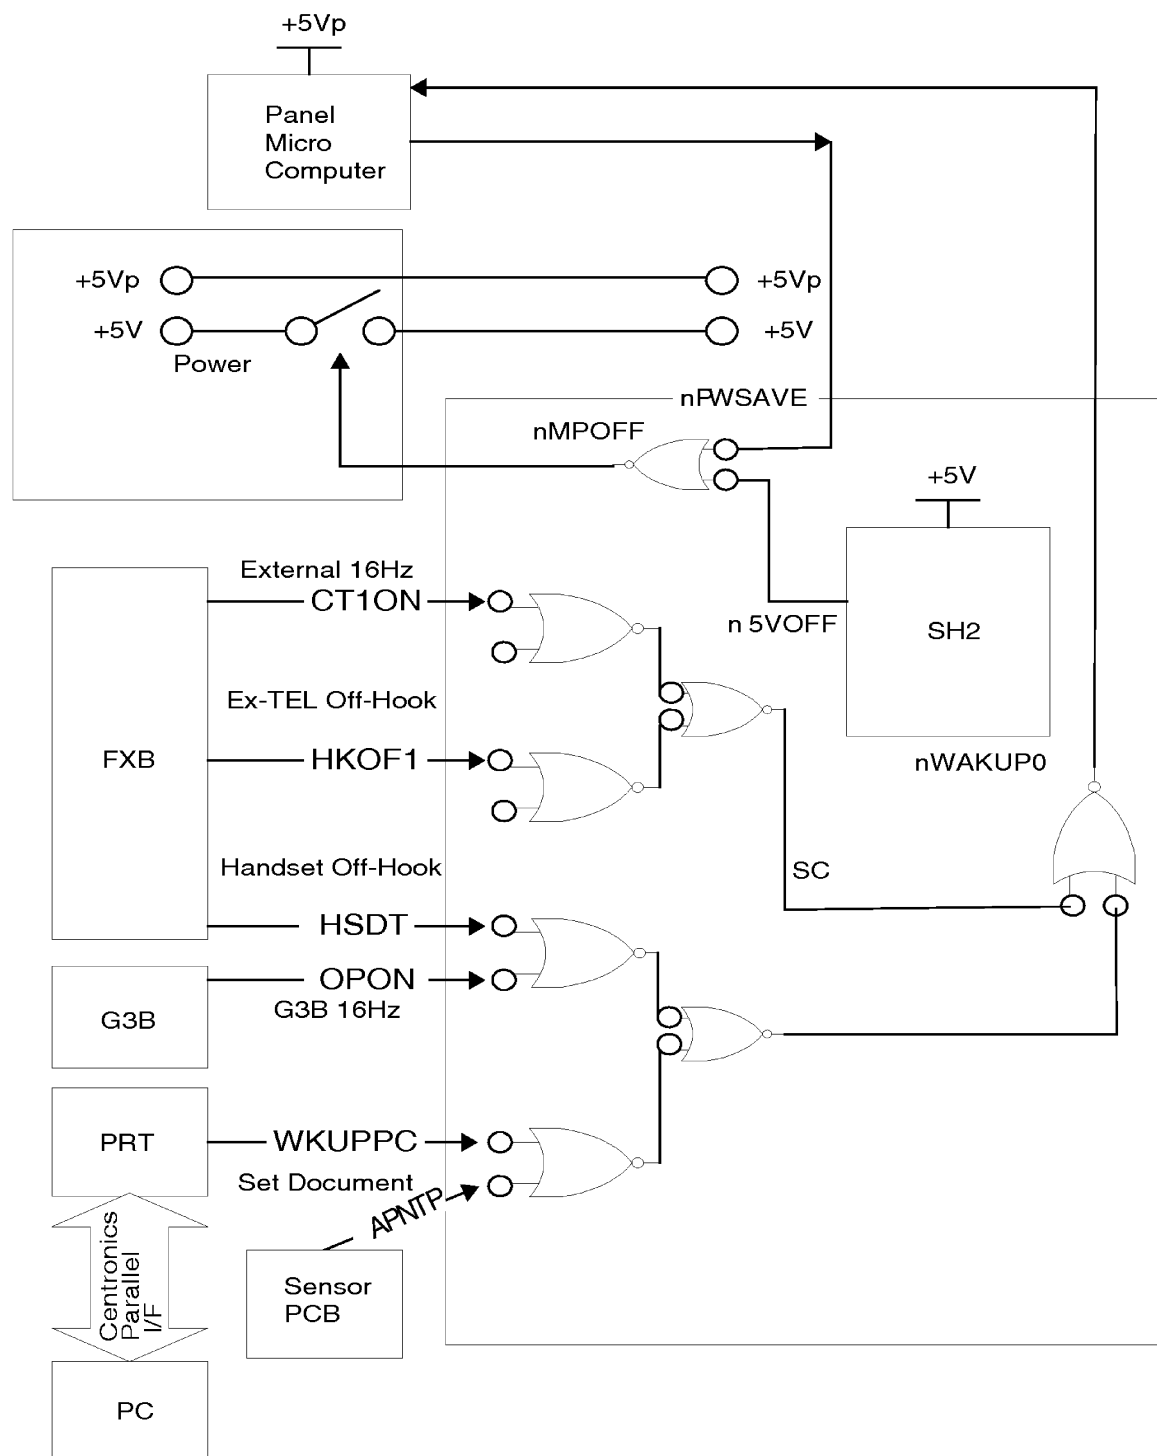 +5Vp
Panel
Micro
Computer
+5Vp
+5Vp
+5V
+5V
Power
nPWSAVE
nMPOFF
+5V
External 16Hz
CT1ON
n 5VOFF
SH2
Ex-TEL Off-Hook
FXB
HKOF1
nWAKUP0
Handset Off-Hook
SC
HSDT
OPON
G3B
G3B 16Hz
PRT
WKUPPC
Set Document
APNTP
Centronics
Parallel
I/F
Sensor
PCB
PC